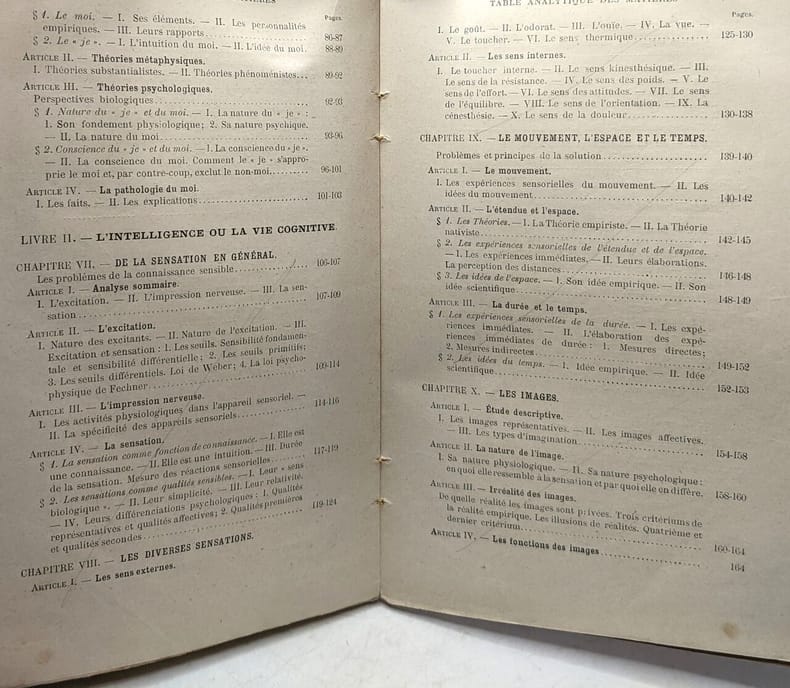 § 1. Le moi. — I. Ses éléments. — II. Les personnalités
empiriques. — III. Leurs rapports
Pages.
86-87
§ 2. Le « je ». — I. L'intuition du moi. — II. L'idée du moi.
88-89
ARTICLE II. — Théories métaphysiques.
I. Théories substantialistes. — II. Théories phénoménistes...
89-92
ARTICLE III. — Théories psychologiques.
Perspectives biologiques
92-93
§ 1. Nature du « je » et du moi. — I. La nature du « je » :
1. Son fondement physiologique ; 2. Sa nature psychique.
— II. La nature du moi
93-96
§ 2. Conscience du « je » et du moi. — I. La conscience du « je ».
— II. La conscience du moi. Comment le « je » s'appro-
prie le moi et, par contre-coup, exclut le non-moi
96-101
ARTICLE IV. — La pathologie du moi.
I. Les faits. — II. Les explications
101-103
LIVRE II. — L'INTELLIGENCE OU LA VIE COGNITIVE.
CHAPITRE VII. — DE LA SENSATION EN GÉNÉRAL.
Les problèmes de la connaissance sensible
106-107
ARTICLE I. — Analyse sommaire.
I. L'excitation. — II. L'impression nerveuse. — III. La sen-
sation
107-109
ARTICLE II. — L'excitation.
I. Nature des excitants. — II. Nature de l'excitation. — III.
Excitation et sensation : 1. Les seuils. Sensibilité fondamen-
tale et sensibilité différentielle ; 2. Les seuils primitifs ;
3. Les seuils différentiels. Loi de Weber ; 4. La loi psycho-
physique de Fechner
109-114
ARTICLE III. — L'impression nerveuse.
I. Les activités physiologiques dans l'appareil sensoriel. —
II. La spécificité des appareils sensoriels
114-116
ARTICLE IV. — La sensation.
§ 1. La sensation comme fonction de connaissance. — I. Elle est
une connaissance. — II. Elle est une intuition. — III. Durée
de la sensation. Mesure des réactions sensorielles
117-119
§ 2. Les sensations comme qualités sensibles. — I. Leur « sens
biologique ». — II. Leur simplicité. — III. Leur relativité.
— IV. Leurs différenciations psychologiques : 1. Qualités
représentatives et qualités affectives ; 2. Qualités premières
et qualités secondes
119-124
CHAPITRE VIII. — LES DIVERSES SENSATIONS.
ARTICLE I. — Les sens externes.
TABLE ANALYTIQUE DES MATIÈRES
Pages.
I. Le goût. — II. L'odorat. — III. L'ouïe. — IV. La vue. —
V. Le toucher. — VI. Le sens thermique
125-130
ARTICLE II. — Les sens internes.
I. Le toucher interne. — II. Le sens kinesthésique. — III.
Le sens de la résistance. — IV. Le sens des poids. — V. Le
sens de l'effort. — VI. Le sens des attitudes. — VII. Le sens
de l'équilibre. — VIII. Le sens de l'orientation. — IX. La
cénesthésie. — X. Le sens de la douleur
130-138
CHAPITRE IX. — LE MOUVEMENT, L'ESPACE ET LE TEMPS.
Problèmes et principes de la solution
139-140
ARTICLE I. — Le mouvement.
I. Les expériences sensorielles du mouvement. — II. Les
idées du mouvement
140-142
ARTICLE II. — L'étendue et l'espace.
§ 1. Les Théories. — I. La Théorie empiriste. — II. La Théorie
nativiste
142-145
§ 2. Les expériences sensorielles de l'étendue et de l'espace.
— I. Les expériences immédiates. — II. Leurs élaborations.
La perception des distances
146-148
§ 3. Les idées de l'espace. — I. Son idée empirique. — II. Son
idée scientifique
148-149
ARTICLE III. — La durée et le temps.
§ 1. Les expériences sensorielles de la durée. — I. Les expé-
riences immédiates. — II. L'élaboration des expé-
riences immédiates de durée : 1. Mesures directes ;
2. Mesures indirectes
149-152
§ 2. Les idées du temps. — I. Idée empirique. — II. Idée
scientifique
152-153
CHAPITRE X. — LES IMAGES.
ARTICLE I. — Étude descriptive.
I. Les images représentatives. — II. Les images affectives.
— III. Les types d'imagination
154-158
ARTICLE II. La nature de l'image.
I. Sa nature physiologique. — II. Sa nature psychologique :
en quoi elle ressemble à la sensation et par quoi elle en diffère.
158-160
ARTICLE III. — Irréalité des images.
De quelle réalité les images sont privées. Trois critériums de
la réalité empirique. Les illusions de réalités. Quatrième et
dernier critérium
160-164
ARTICLE IV. — Les fonctions des images
164